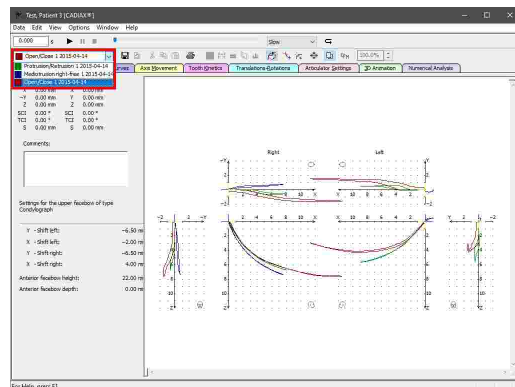 Test, Patient 3 [CADIAX®]
Data Edit View Options Window Help
0.000 s Slow
Open/Close 1 2015-04-14 100.0%
Protrusion/Retrusion 1 2015-04-14
Mediotrusion right-free 1 2015-04-14
Open/Close 1 2015-04-14
Curves Axis Movement Tooth Kinetics Translations-Rotations Articulator Settings 3D Animation Numerical Analysis
X 0.00 mm X 0.00 mm
-Y 0.00 mm Y 0.00 mm
Z 0.00 mm Z 0.00 mm
SCI 0.00 ° SCI 0.00 °
TCI 0.00 ° TCI 0.00 °
S 0.00 mm S 0.00 mm
Comments:
Right Left
Settings for the upper facebow of type
Condylograph
Y - Shift left: -6.50 mm
X - Shift left: -2.00 mm
Y - Shift right: -6.50 mm
X - Shift right: 4.00 mm
Anterior facebow height: 22.00 mm
Anterior facebow depth: 0.00 mm
For Help, press F1